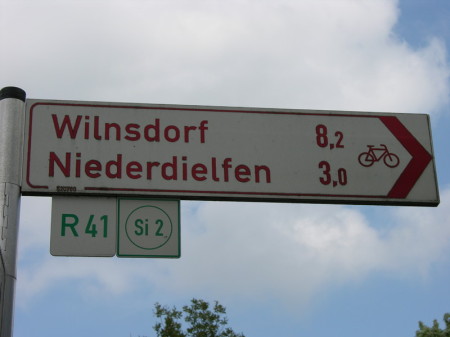 Wilnsdorf 8,2
Niederdielfen 3,0
R 41 Si 2